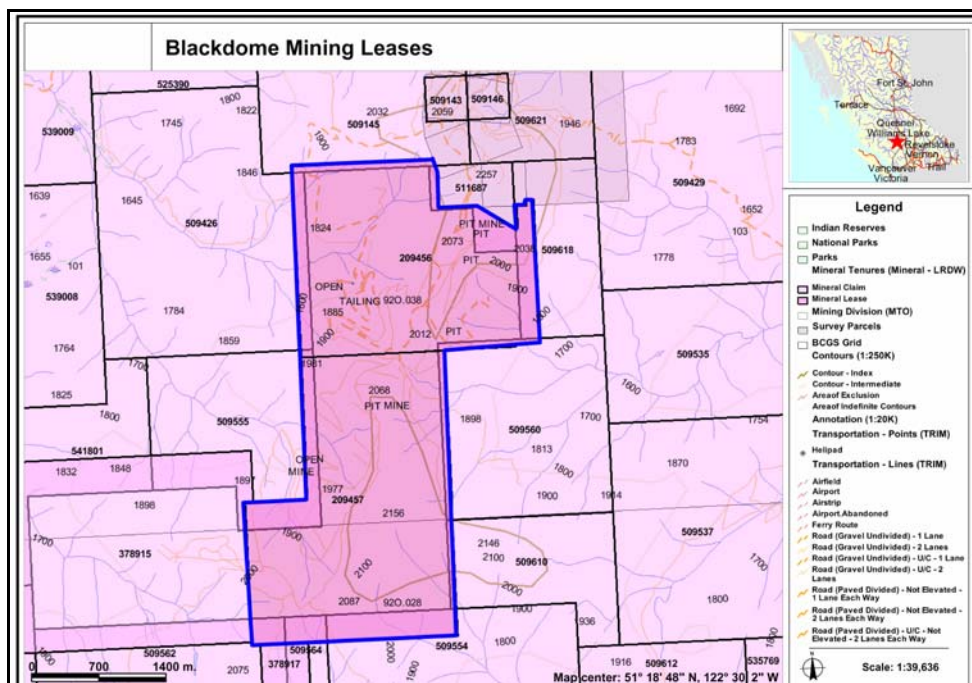 Blackdome Mining Leases
Fort St. John
Terrace
Quesnel
Williams Lake
Revelstoke
Vernon
Vancouver
Trail
Victoria
525390
1800
1822
2032
509143
509146
2059
1692
539009
1745
509145
1900
509621
1946
1783
1846
2257
511687
509429
1639
1645
509426
1824
PIT MINE
PIT
1652
103
2073
2036
509618
1655
101
209456
PIT
2000
1778
539008
OPEN
1900
1784
TAILING
92O.038
1800
1885
1800
2012
PIT
1859
1900
1764
1700
1981
1700
509535
2068
1600
1825
PIT MINE
1800
509555
1898
1700
1754
509560
541801
OPEN
1813
1832
1848
MINE
1800
1870
1897
1977
1898
209457
1900
1914
2156
1700
1900
2146
509537
378915
2100
509610
1700
2000
2100
2000
2087
92O.028
1900
1800
936
1800
509562
509564
509554
1800
1800
2075
378917
2000
1900
1916
509612
535769
0 700 1400 m.
Map center: 51° 18' 48" N, 122° 30' 2" W
Legend
Indian Reserves
National Parks
Parks
Mineral Tenures (Mineral - LRDW)
Mineral Claim
Mineral Lease
Mining Division (MTO)
Survey Parcels
BCGS Grid
Contours (1:250K)
Contour - Index
Contour - Intermediate
Areaof Exclusion
Areaof Indefinite Contours
Annotation (1:20K)
Transportation - Points (TRIM)
Helipad
Transportation - Lines (TRIM)
Airfield
Airport
Airstrip
Airport.Abandoned
Ferry Route
Road (Gravel Undivided) - 1 Lane
Road (Gravel Undivided) - 2 Lanes
Road (Gravel Undivided) - U/C - 1 Lane
Road (Gravel Undivided) - U/C - 2
Lanes
Road (Paved Divided) - Not Elevated -
1 Lane Each Way
Road (Paved Divided) - Not Elevated -
2 Lanes Each Way
Road (Paved Divided) - U/C - Not
Elevated - 2 Lanes Each Way
N
Scale: 1:39,636